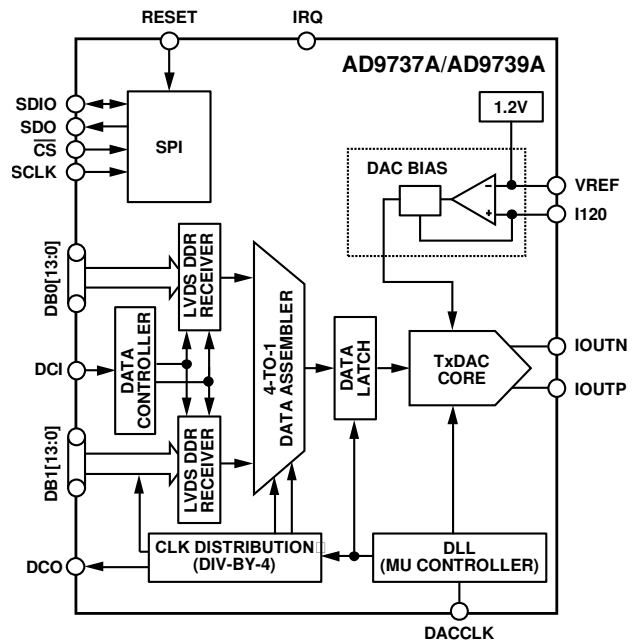 RESET
IRQ
AD9737A/AD9739A
1.2V
SDIO
SDO
CS
SCLK
SPI
DAC BIAS
VREF
I120
DB0[13:0]
LVDS DDR
RECEIVER
DCI
DATA
CONTROLLER
4-TO-1
DATA ASSEMBLER
DATA
LATCH
TxDAC
CORE
IOUTN
IOUTP
DB1[13:0]
LVDS DDR
RECEIVER
DCO
CLK DISTRIBUTION
(DIV-BY-4)
DLL
(MU CONTROLLER)
DACCLK